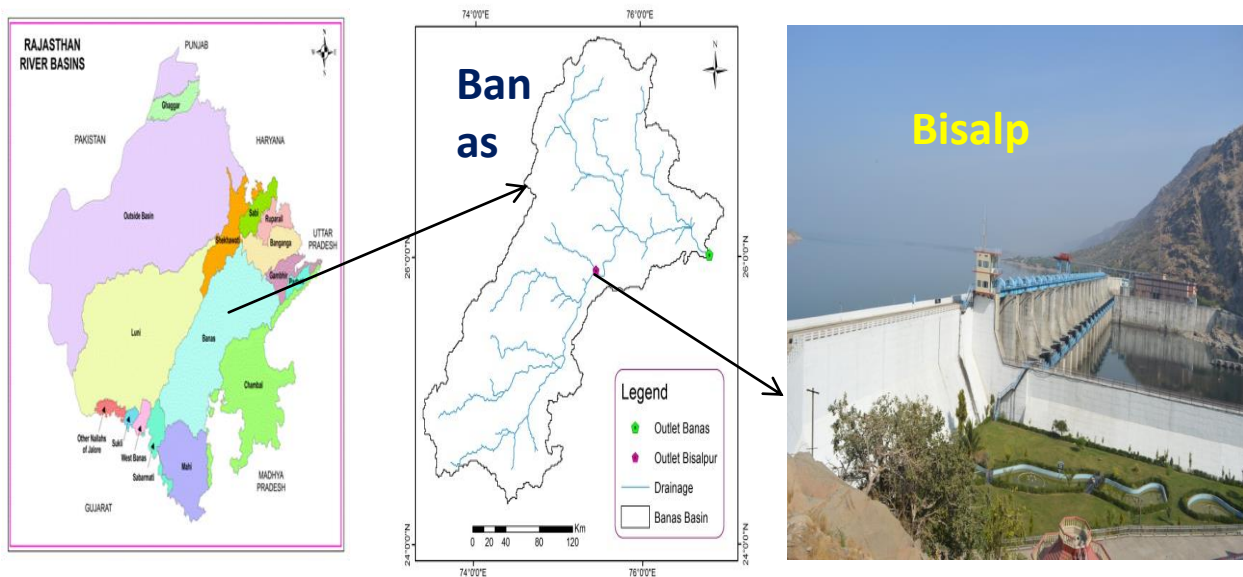 RAJASTHAN
RIVER BASINS
N
W
E
S
PUNJAB
Ghaggar
PAKISTAN
HARYANA
Outside Basin
Shekhawati
Sabi
Ruparail
Banganga
UTTAR
PRADESH
Gambhir
Luni
Banas
Chambal
Other Nallahs
of Jalore
Sukli
West Banas
Sabarmati
Mahi
MADHYA
PRADESH
GUJARAT
74°0'0"E
76°0'0"E
Ban
as
N
26°0'0"N
26°0'0"N
Legend
Outlet Banas
Outlet Bisalpur
Drainage
Banas Basin
Km
0 20 40 80 120
24°0'0"N
24°0'0"N
74°0'0"E
76°0'0"E
Bisalp